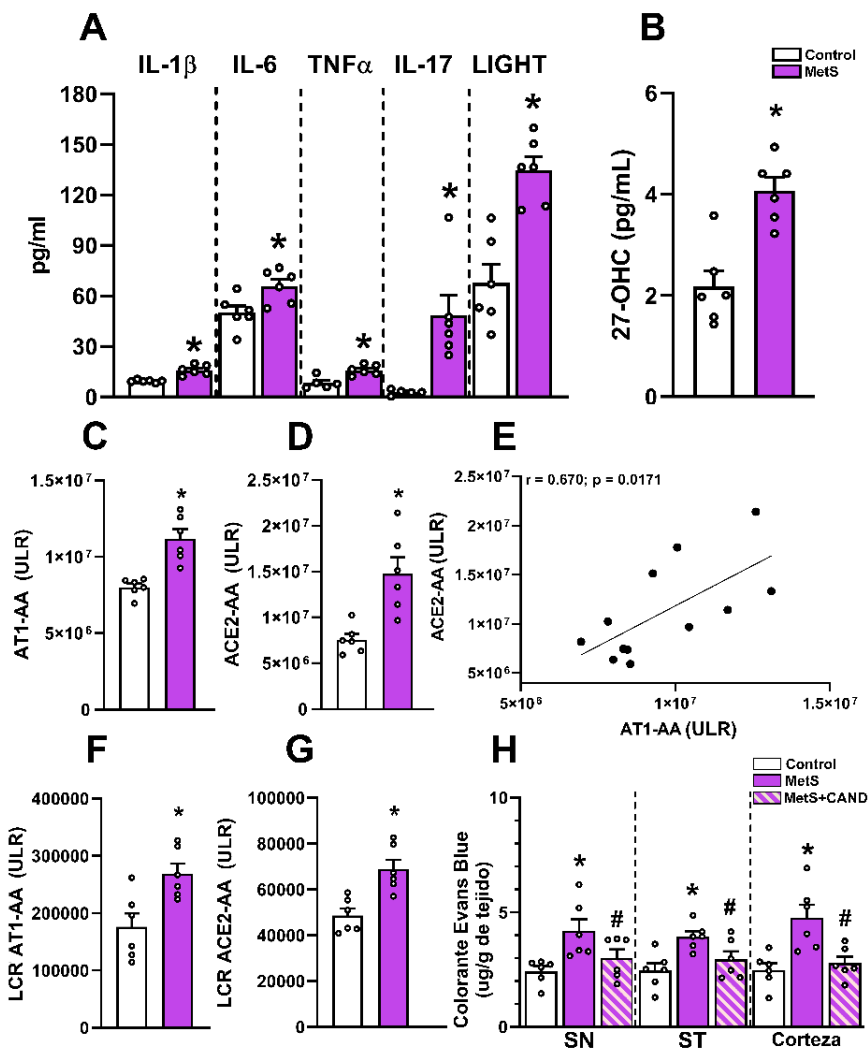 A
B
IL-1β IL-6 TNFα IL-17 LIGHT
Control
MetS
180
150
120
90
60
30
0
pg/ml
* * * * *
6
4
2
0
27-OHC (pg/mL)
*
C
D
E
1.5×10⁷
1×10⁷
5×10⁶
0
AT1-AA (ULR)
*
2.5×10⁷
2×10⁷
1.5×10⁷
1×10⁷
5×10⁶
0
ACE2-AA (ULR)
*
r = 0.670; p = 0.0171
2.5×10⁷
2×10⁷
1.5×10⁷
1×10⁷
5×10⁶
ACE2-AA (ULR)
5×10⁶ 1×10⁷ 1.5×10⁷
AT1-AA (ULR)
F
G
H
400000
300000
200000
100000
0
LCR AT1-AA (ULR)
*
100000
80000
60000
40000
20000
0
LCR ACE2-AA (ULR)
*
Control
MetS
MetS+CAND
10
8
5
3
0
Colorante Evans Blue
(ug/g de tejido)
* # * # * #
SN ST Corteza